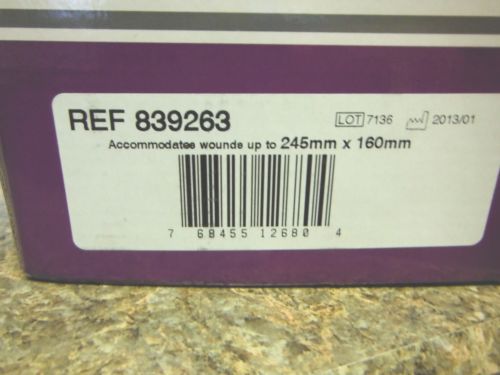 REF 839263 LOT 7136 2013/01
Accommodates wounds up to 245mm x 160mm
7 68455 12680 4